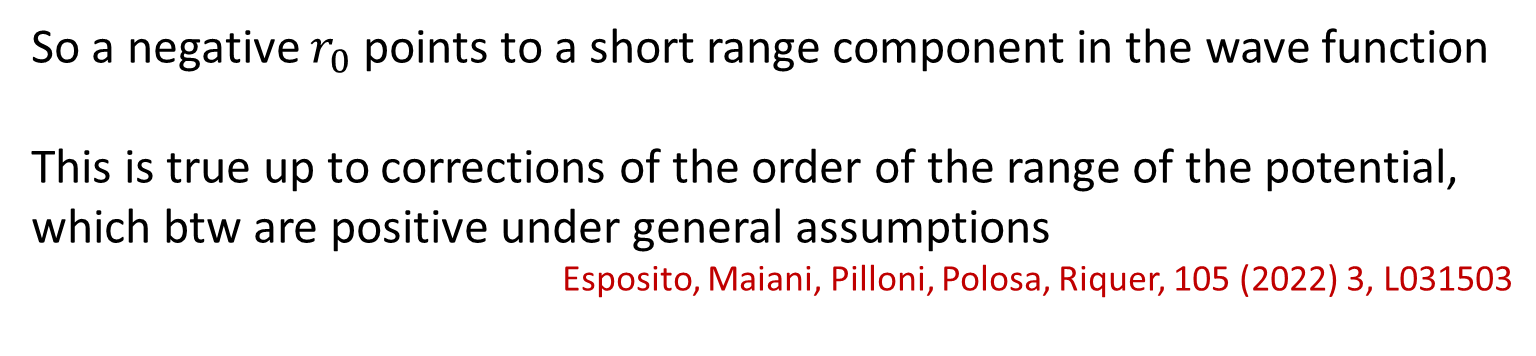 So a negative r₀ points to a short range component in the wave function
This is true up to corrections of the order of the range of the potential,
which btw are positive under general assumptions
Esposito, Maiani, Pilloni, Polosa, Riquer, 105 (2022) 3, L031503